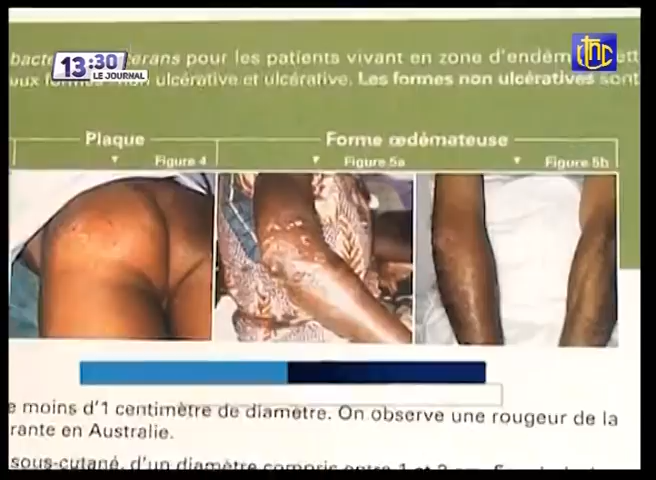 pour les patients vivant en zone d'endém
ulcérative et ulcérative. Les formes non ulcératives sont
13:30
LE JOURNAL
tnc
Plaque
Forme œdémateuse
Figure 4
Figure 5a
Figure 5b
e moins d'1 centimètre de diamètre. On observe une rougeur de la
rante en Australie.
sous-cutané, d'un diamètre compris entre 1 et 2 cm.